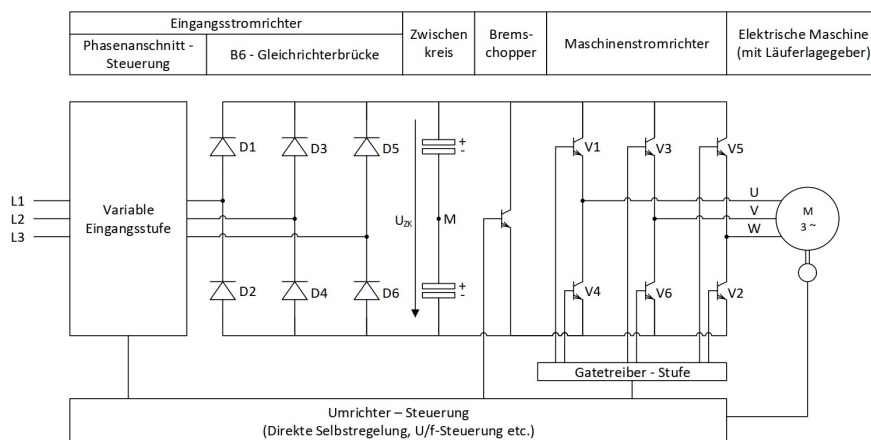 Eingangsstromrichter
Phasenanschnitt -
Steuerung
B6 - Gleichrichterbrücke
Zwischen
kreis
Brems-
chopper
Maschinenstromrichter
Elektrische Maschine
(mit Läuferlagegeber)
L1
L2
L3
Variable
Eingangsstufe
D1
D3
D5
D2
D4
D6
UZK
+
-
M
+
-
V1
V3
V5
V4
V6
V2
U
V
W
M
3 ~
Gatetreiber - Stufe
Umrichter – Steuerung
(Direkte Selbstregelung, U/f-Steuerung etc.)